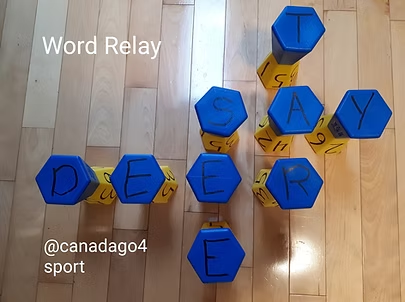 Word Relay
T
S A Y
D E E R
E
@canadago4
sport